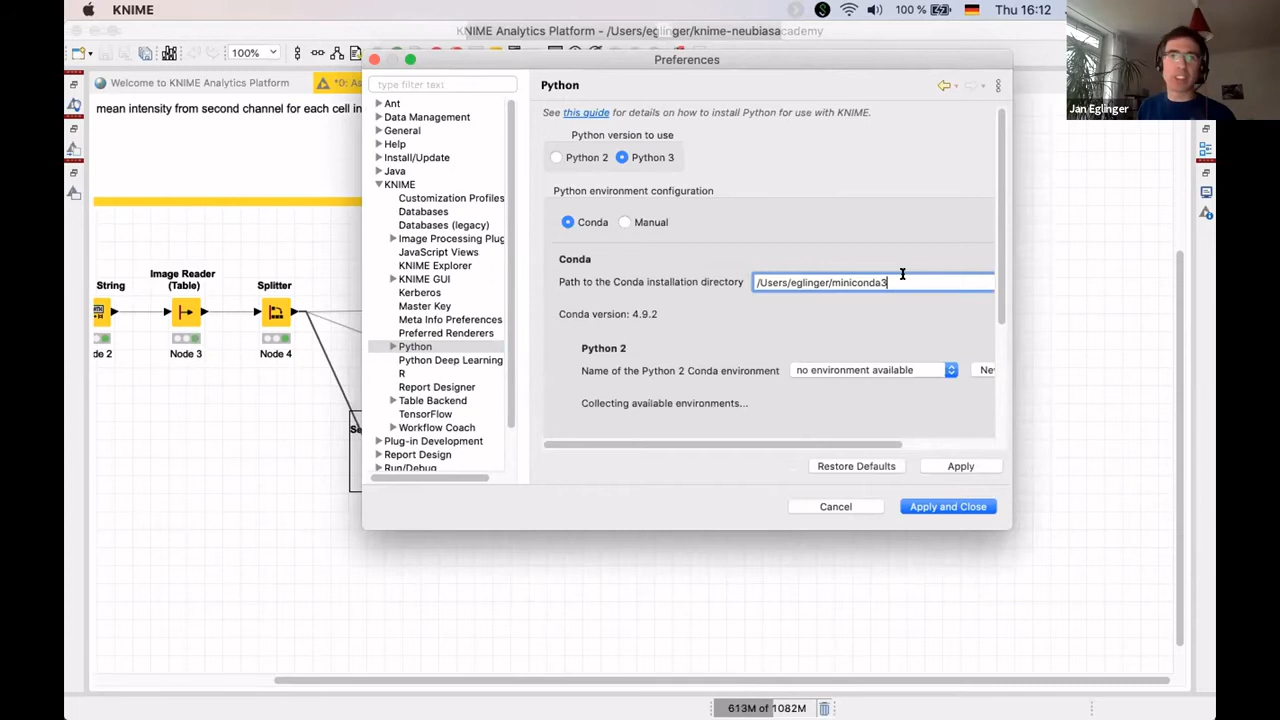 KNIME
100 %
Thu 16:12
KNIME Analytics Platform - /Users/eglinger/knime-neubiasacademy
100%
Preferences
Welcome to KNIME Analytics Platform
mean intensity from second channel for each cell in
type filter text
Ant
Data Management
General
Help
Install/Update
Java
KNIME
Customization Profiles
Databases
Databases (legacy)
Image Processing Plug
JavaScript Views
KNIME Explorer
KNIME GUI
Kerberos
Master Key
Meta Info Preferences
Preferred Renderers
Python
Python Deep Learning
R
Report Designer
Table Backend
TensorFlow
Workflow Coach
Plug-in Development
Report Design
Run/Debug
Python
See this guide for details on how to install Python for use with KNIME.
Python version to use
Python 2
Python 3
Python environment configuration
Conda
Manual
Conda
Path to the Conda installation directory
/Users/eglinger/miniconda3
Conda version: 4.9.2
Python 2
Name of the Python 2 Conda environment
no environment available
Ne
Collecting available environments...
Restore Defaults
Apply
Cancel
Apply and Close
String
Image Reader
(Table)
Splitter
de 2
Node 3
Node 4
Se
613M of 1082M
Jan Eglinger